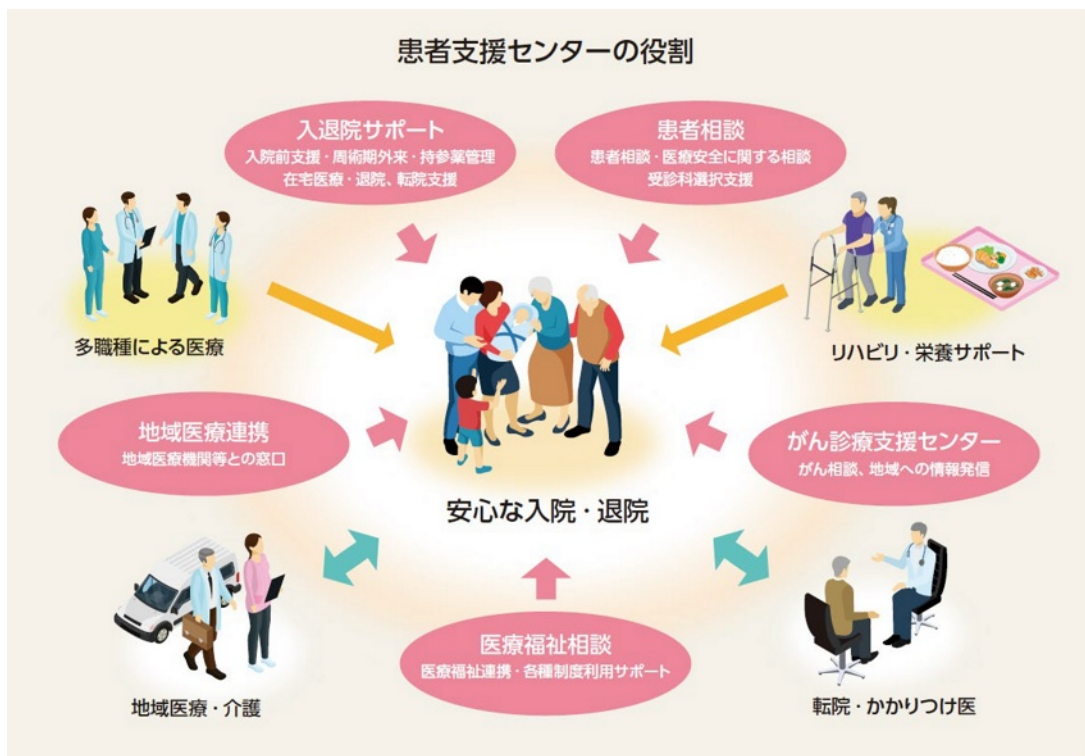 患者支援センターの役割
入退院サポート
入院前支援・周術期外来・持参薬管理
在宅医療・退院、転院支援
患者相談
患者相談・医療安全に関する相談
受診科選択支援
多職種による医療
リハビリ・栄養サポート
地域医療連携
地域医療機関等との窓口
がん診療支援センター
がん相談、地域への情報発信
安心な入院・退院
医療福祉相談
医療福祉連携・各種制度利用サポート
地域医療・介護
転院・かかりつけ医